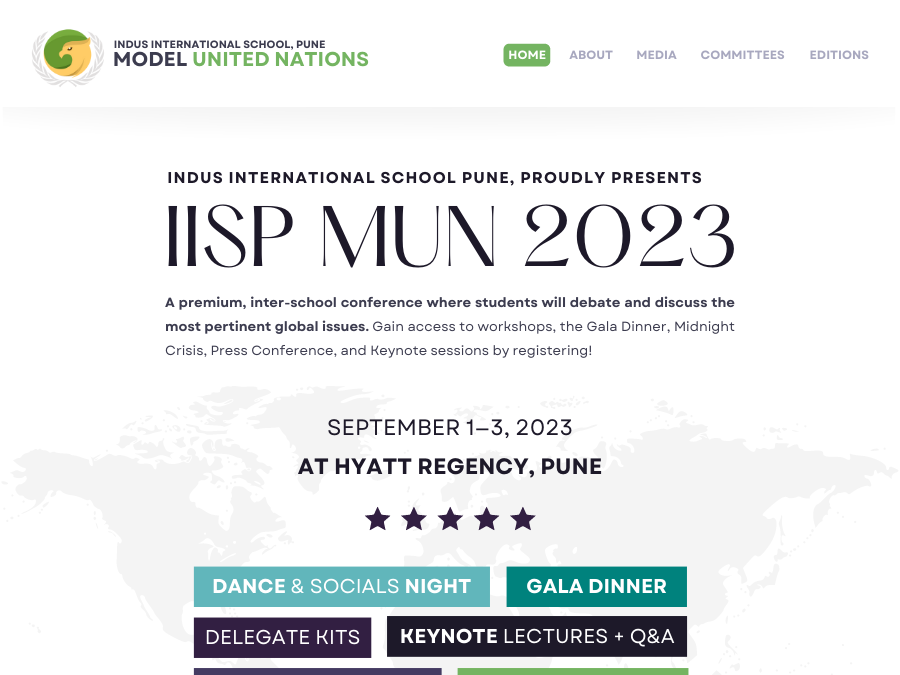 INDUS INTERNATIONAL SCHOOL, PUNE
MODEL UNITED NATIONS
HOME ABOUT MEDIA COMMITTEES EDITIONS
INDUS INTERNATIONAL SCHOOL PUNE, PROUDLY PRESENTS
IISP MUN 2023
A premium, inter-school conference where students will debate and discuss the
most pertinent global issues. Gain access to workshops, the Gala Dinner, Midnight
Crisis, Press Conference, and Keynote sessions by registering!
SEPTEMBER 1–3, 2023
AT HYATT REGENCY, PUNE
DANCE & SOCIALS NIGHT GALA DINNER
DELEGATE KITS KEYNOTE LECTURES + Q&A